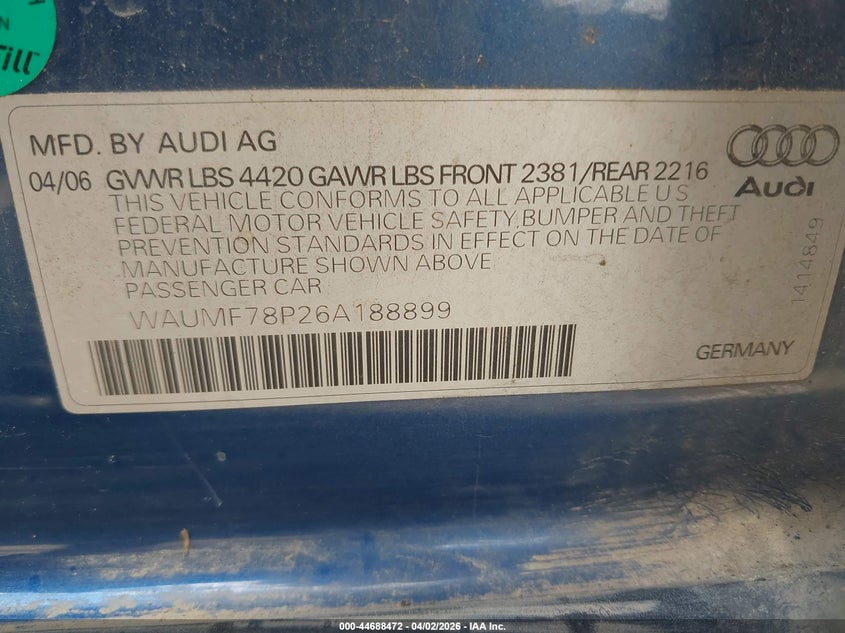 MFD. BY AUDI AG
04/06 GVWR LBS 4420 GAWR LBS FRONT 2381/REAR 2216
THIS VEHICLE CONFORMS TO ALL APPLICABLE U S
FEDERAL MOTOR VEHICLE SAFETY, BUMPER AND THEFT
PREVENTION STANDARDS IN EFFECT ON THE DATE OF
MANUFACTURE SHOWN ABOVE
PASSENGER CAR
WAUMF78P26A188899
GERMANY
Audi
1414849
000-44688472 - 04/02/2026 - IAA Inc.